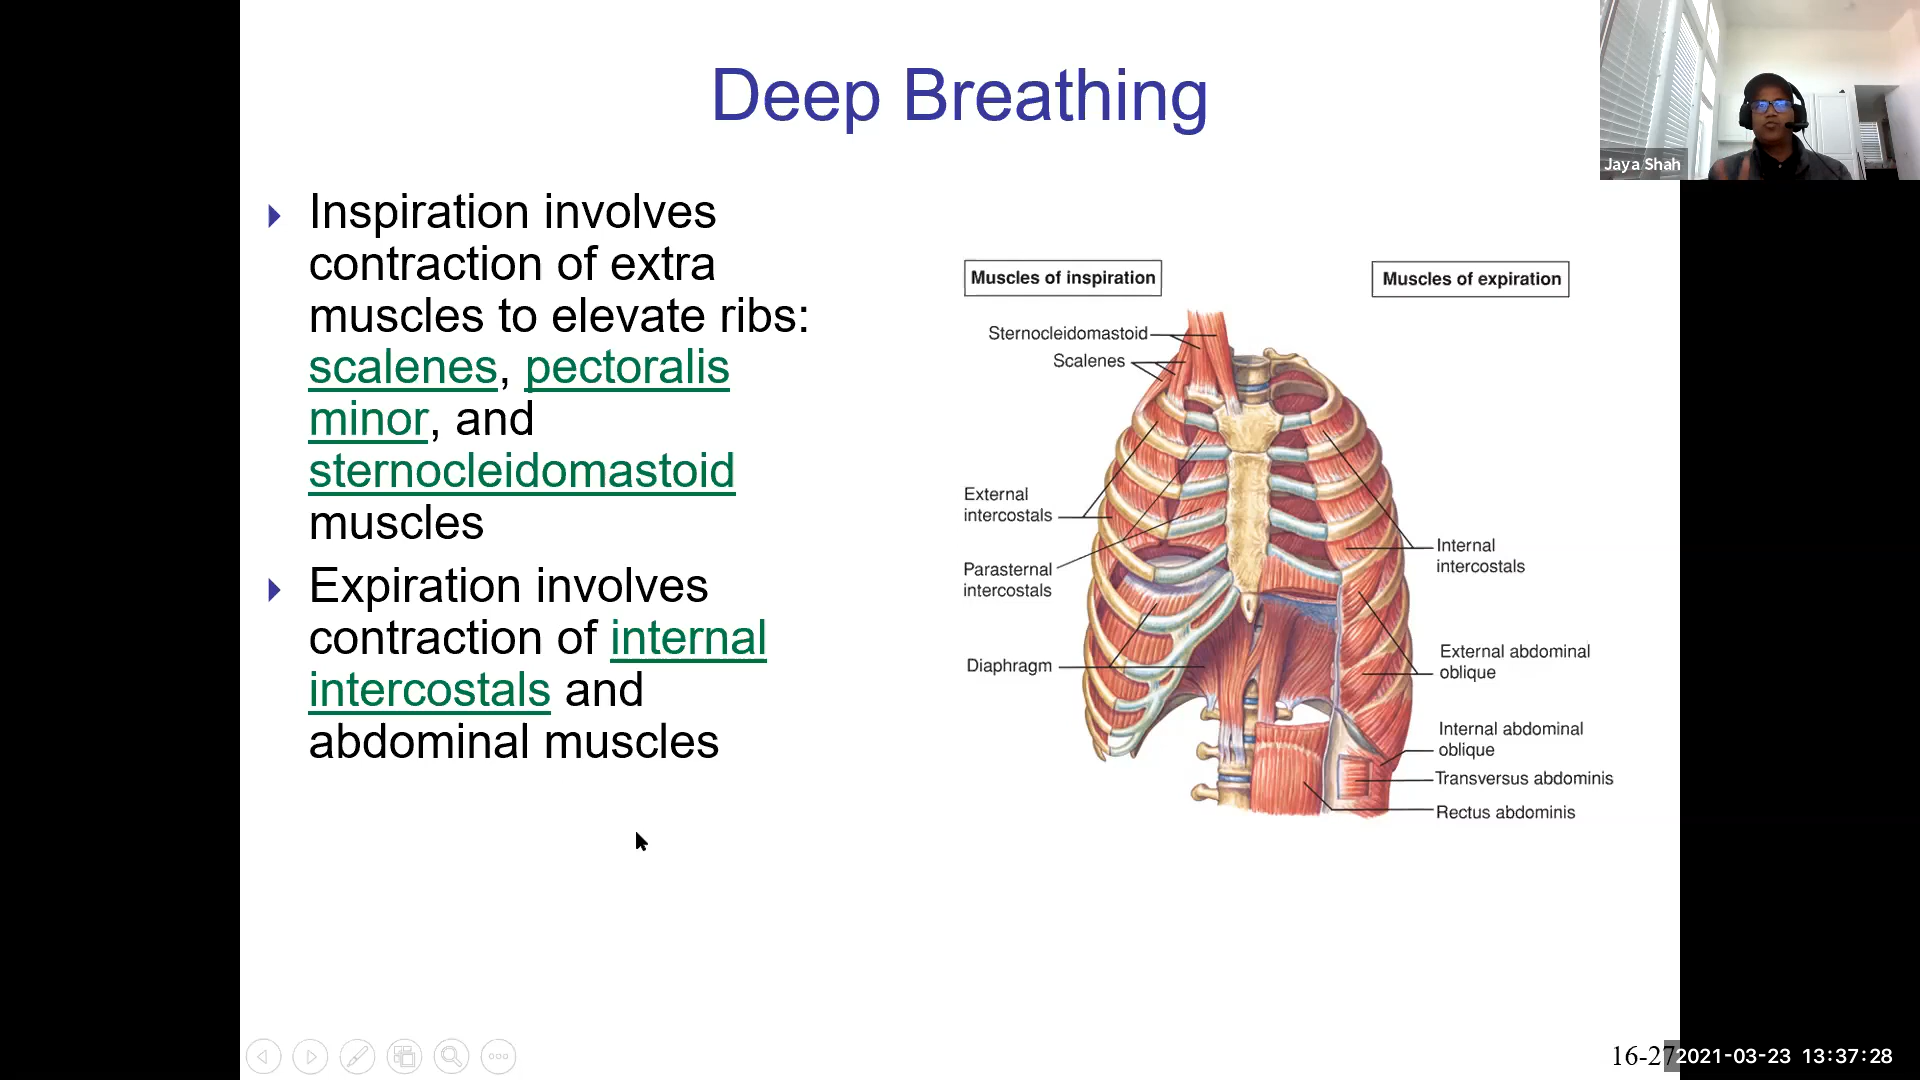 Deep Breathing
Jaya Shah
Inspiration involves
contraction of extra
muscles to elevate ribs:
scalenes, pectoralis
minor, and
sternocleidomastoid
muscles
Expiration involves
contraction of internal
intercostals and
abdominal muscles
Muscles of inspiration
Sternocleidomastoid
Scalenes
External
intercostals
Parasternal
intercostals
Diaphragm
Muscles of expiration
Internal
intercostals
External abdominal
oblique
Internal abdominal
oblique
Transversus abdominis
Rectus abdominis
16-27
2021-03-23 13:37:28